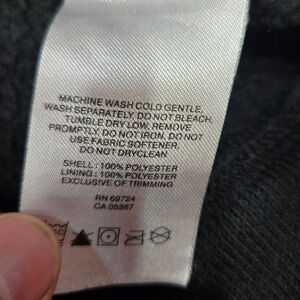 MACHINE WASH COLD GENTLE,
WASH SEPARATELY, DO NOT BLEACH,
TUMBLE DRY LOW, REMOVE
PROMPTLY, DO NOT IRON, DO NOT
USE FABRIC SOFTENER,
DO NOT DRYCLEAN
SHELL : 100% POLYESTER
LINING : 100% POLYESTER
EXCLUSIVE OF TRIMMING
RN 69724
CA 05367